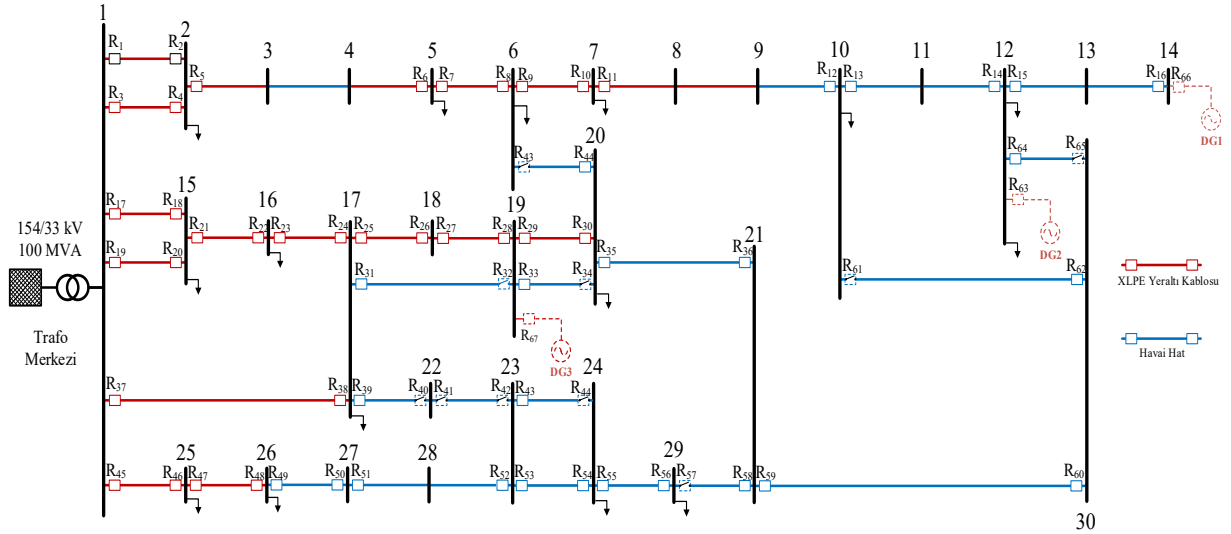 1
2
3
4
5
6
7
8
9
10
11
12
13
14
R1
R2
R3
R4
R5
R6
R7
R8
R9
R10
R11
R12
R13
R14
R15
R16
R66
DG1
R43
R44
20
R64
R65
R63
DG2
15
16
17
18
19
21
R17
R18
R19
R20
R21
R22
R23
R24
R25
R26
R27
R28
R29
R30
R31
R32
R33
R34
R35
R36
R61
R62
154/33 kV
100 MVA
Trafo
Merkezi
R67
DG3
XLPE Yeraltı Kablosu
Havai Hat
22
23
24
R37
R38
R39
R40
R41
R42
R43
R44
25
26
27
28
29
30
R45
R46
R47
R48
R49
R50
R51
R52
R53
R54
R55
R56
R57
R58
R59
R60